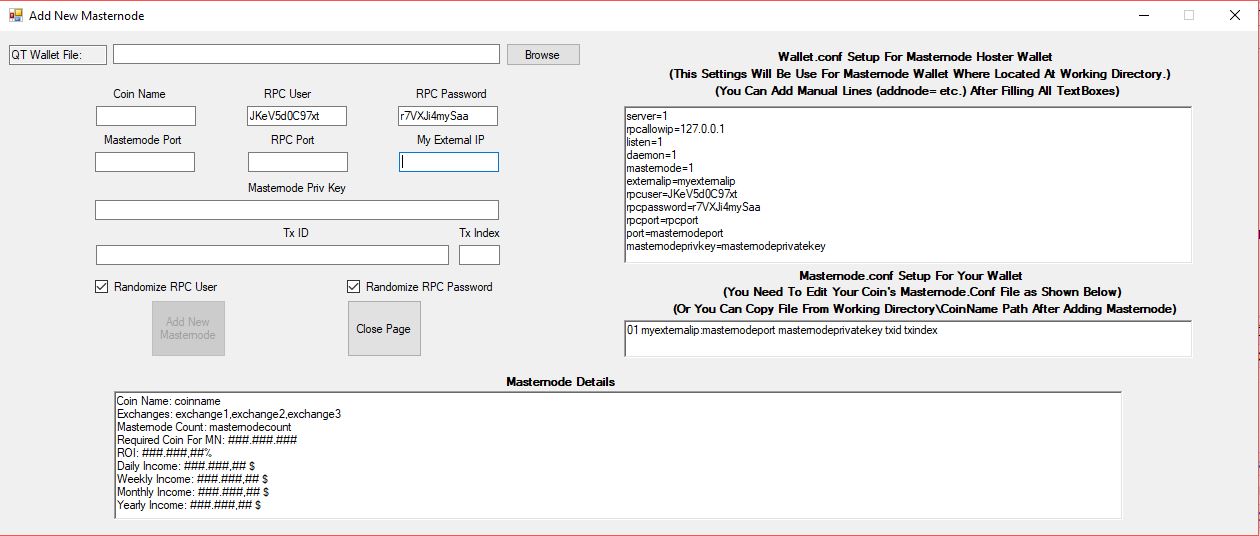 Add New Masternode
QT Wallet File:
Browse
Coin Name
RPC User
RPC Password
JKeV5d0C97xt
r7VXJi4mySaa
Masternode Port
RPC Port
My External IP
Masternode Priv Key
Tx ID
Tx Index
Randomize RPC User
Randomize RPC Password
Add New
Masternode
Close Page
Wallet.conf Setup For Masternode Hoster Wallet
(This Settings Will Be Use For Masternode Wallet Where Located At Working Directory.)
(You Can Add Manual Lines (addnode= etc.) After Filling All TextBoxes)
server=1
rpcallowip=127.0.0.1
listen=1
daemon=1
masternode=1
externalip=myexternalip
rpcuser=JKeV5d0C97xt
rpcpassword=r7VXJi4mySaa
rpcport=rpcport
port=masternodeport
masternodeprivkey=masternodeprivatekey
Masternode.conf Setup For Your Wallet
(You Need To Edit Your Coin's Masternode.Conf File as Shown Below)
(Or You Can Copy File From Working Directory\CoinName Path After Adding Masternode)
01 myexternalip:masternodeport masternodeprivatekey txid txindex
Masternode Details
Coin Name: coinname
Exchanges: exchange1,exchange2,exchange3
Masternode Count: masternodecount
Required Coin For MN: ###.###.###
ROI: ###.###,##%
Daily Income: ###.###,## $
Weekly Income: ###.###,## $
Monthly Income: ###.###,## $
Yearly Income: ###.###,## $